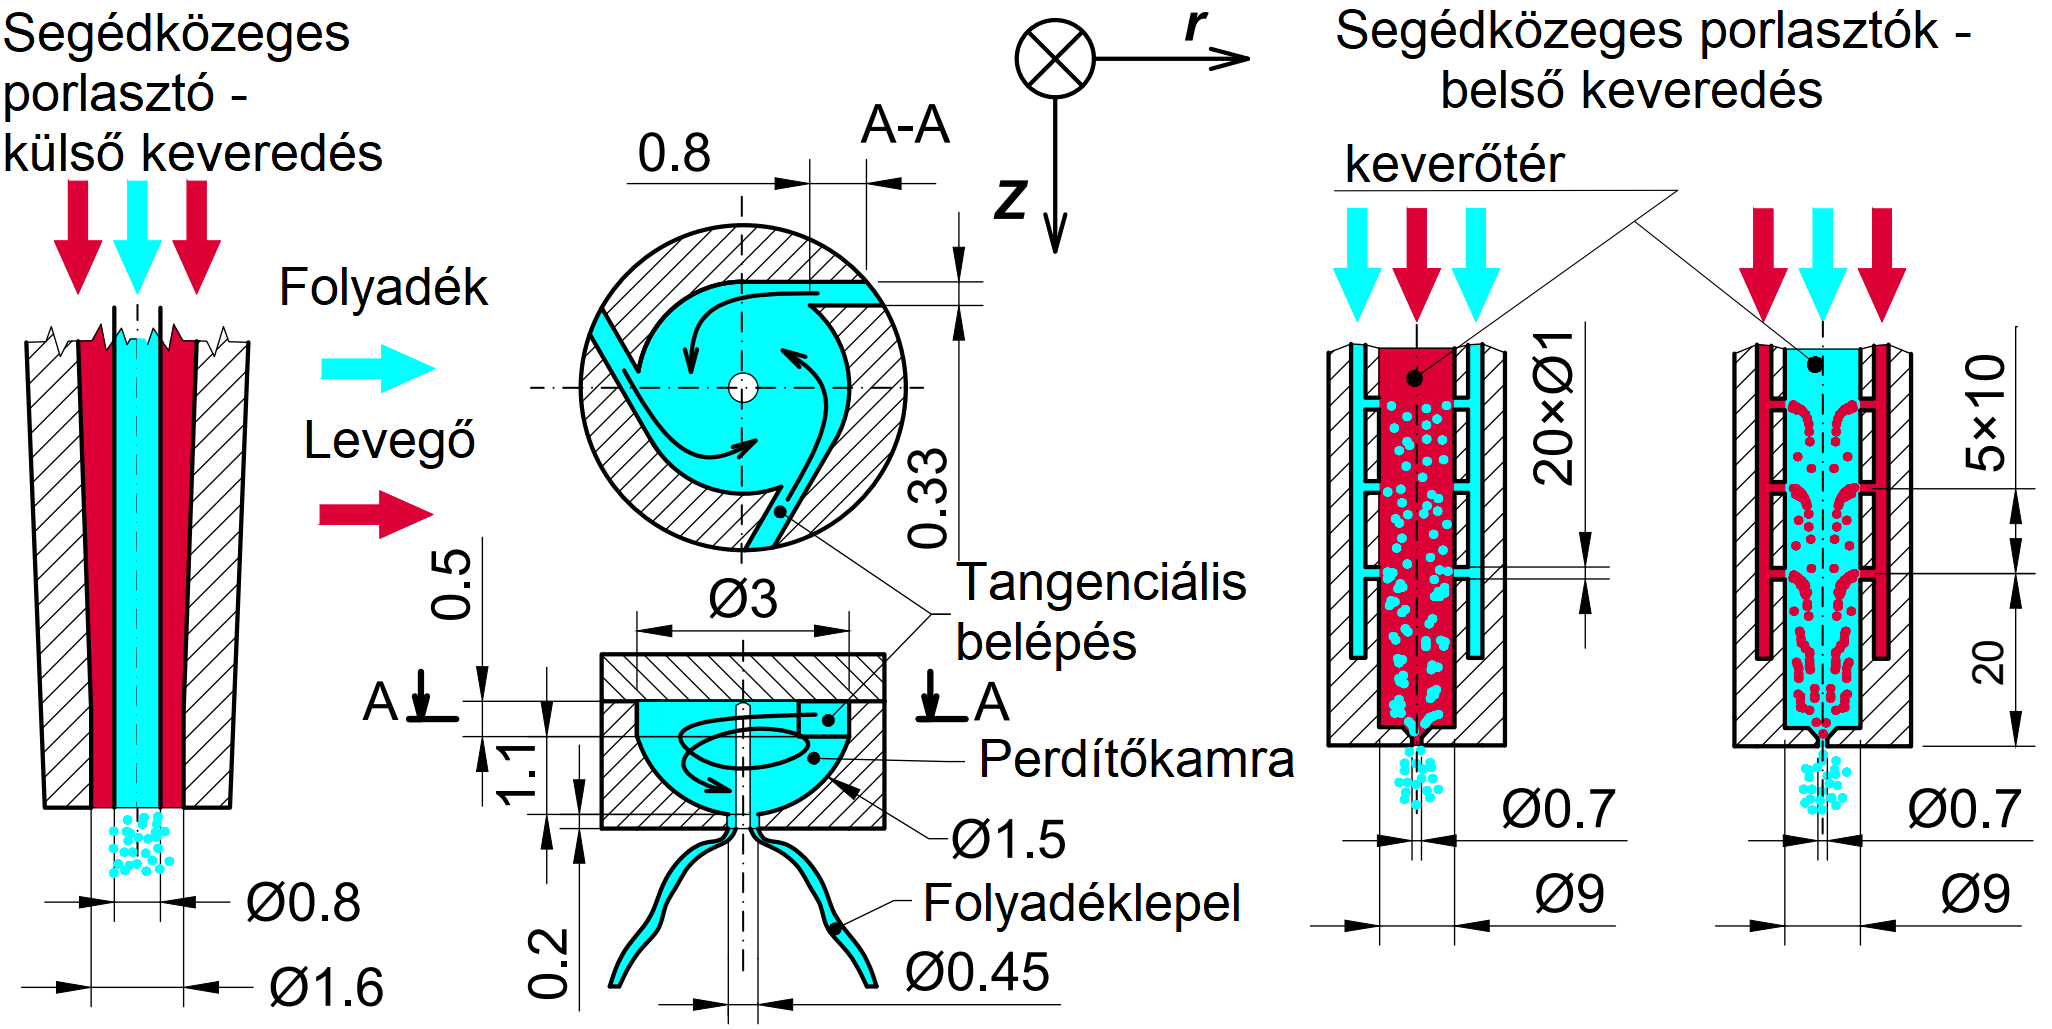 Segédközeges
porlasztó -
külső keveredés
Folyadék
Levegő
Ø0.8
Ø1.6
r
Z
A-A
0.8
0.33
Tangenciális
belépés
Ø3
0.5
A
A
1.1
Perdítőkamra
Ø1.5
Folyadéklepel
0.2
Ø0.45
Segédközeges porlasztók -
belső keveredés
keverőtér
20×Ø1
5×10
20
Ø0.7
Ø9
Ø0.7
Ø9